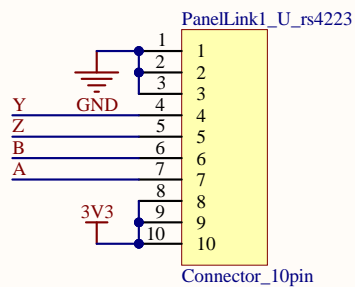 PanelLink1_U_rs4223
1 1
2 2
GND 3 3
Y 4 4
Z 5 5
B 6 6
A 7 7
8 8
3V3 9 9
10 10
Connector_10pin